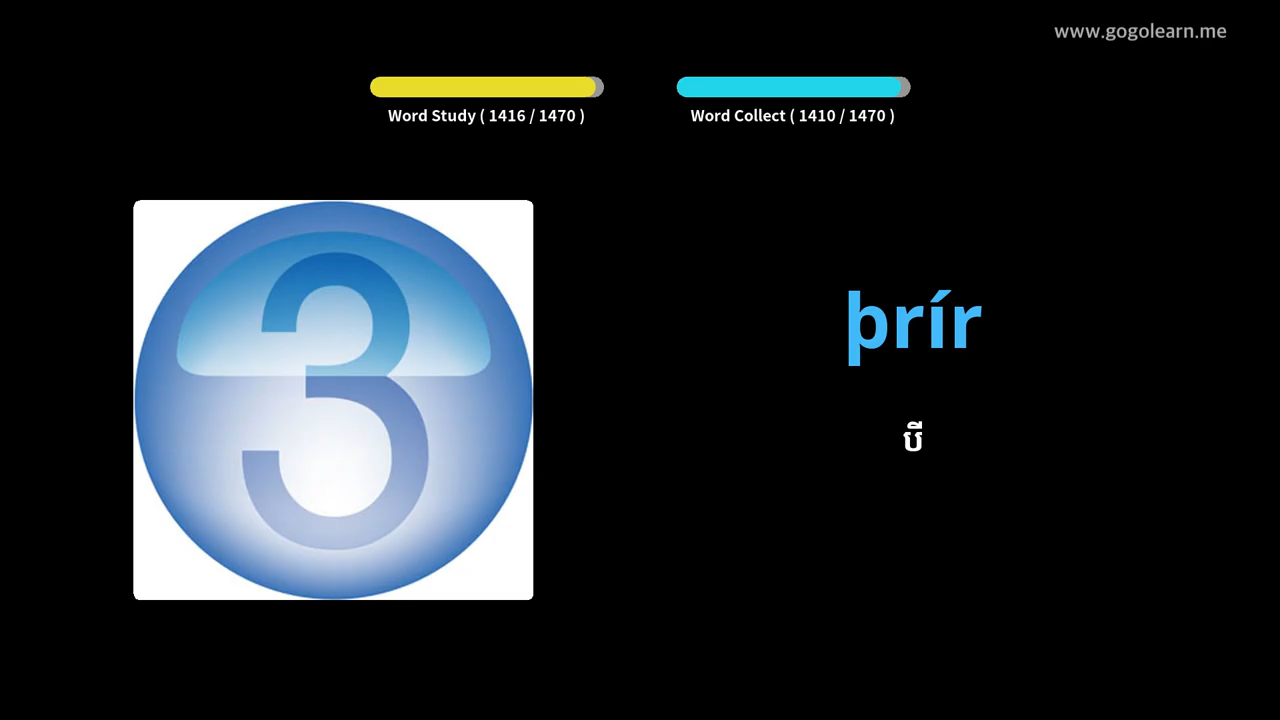 www.gogolearn.me
Word Study ( 1416 / 1470 )
Word Collect ( 1410 / 1470 )
3
þrír
បី